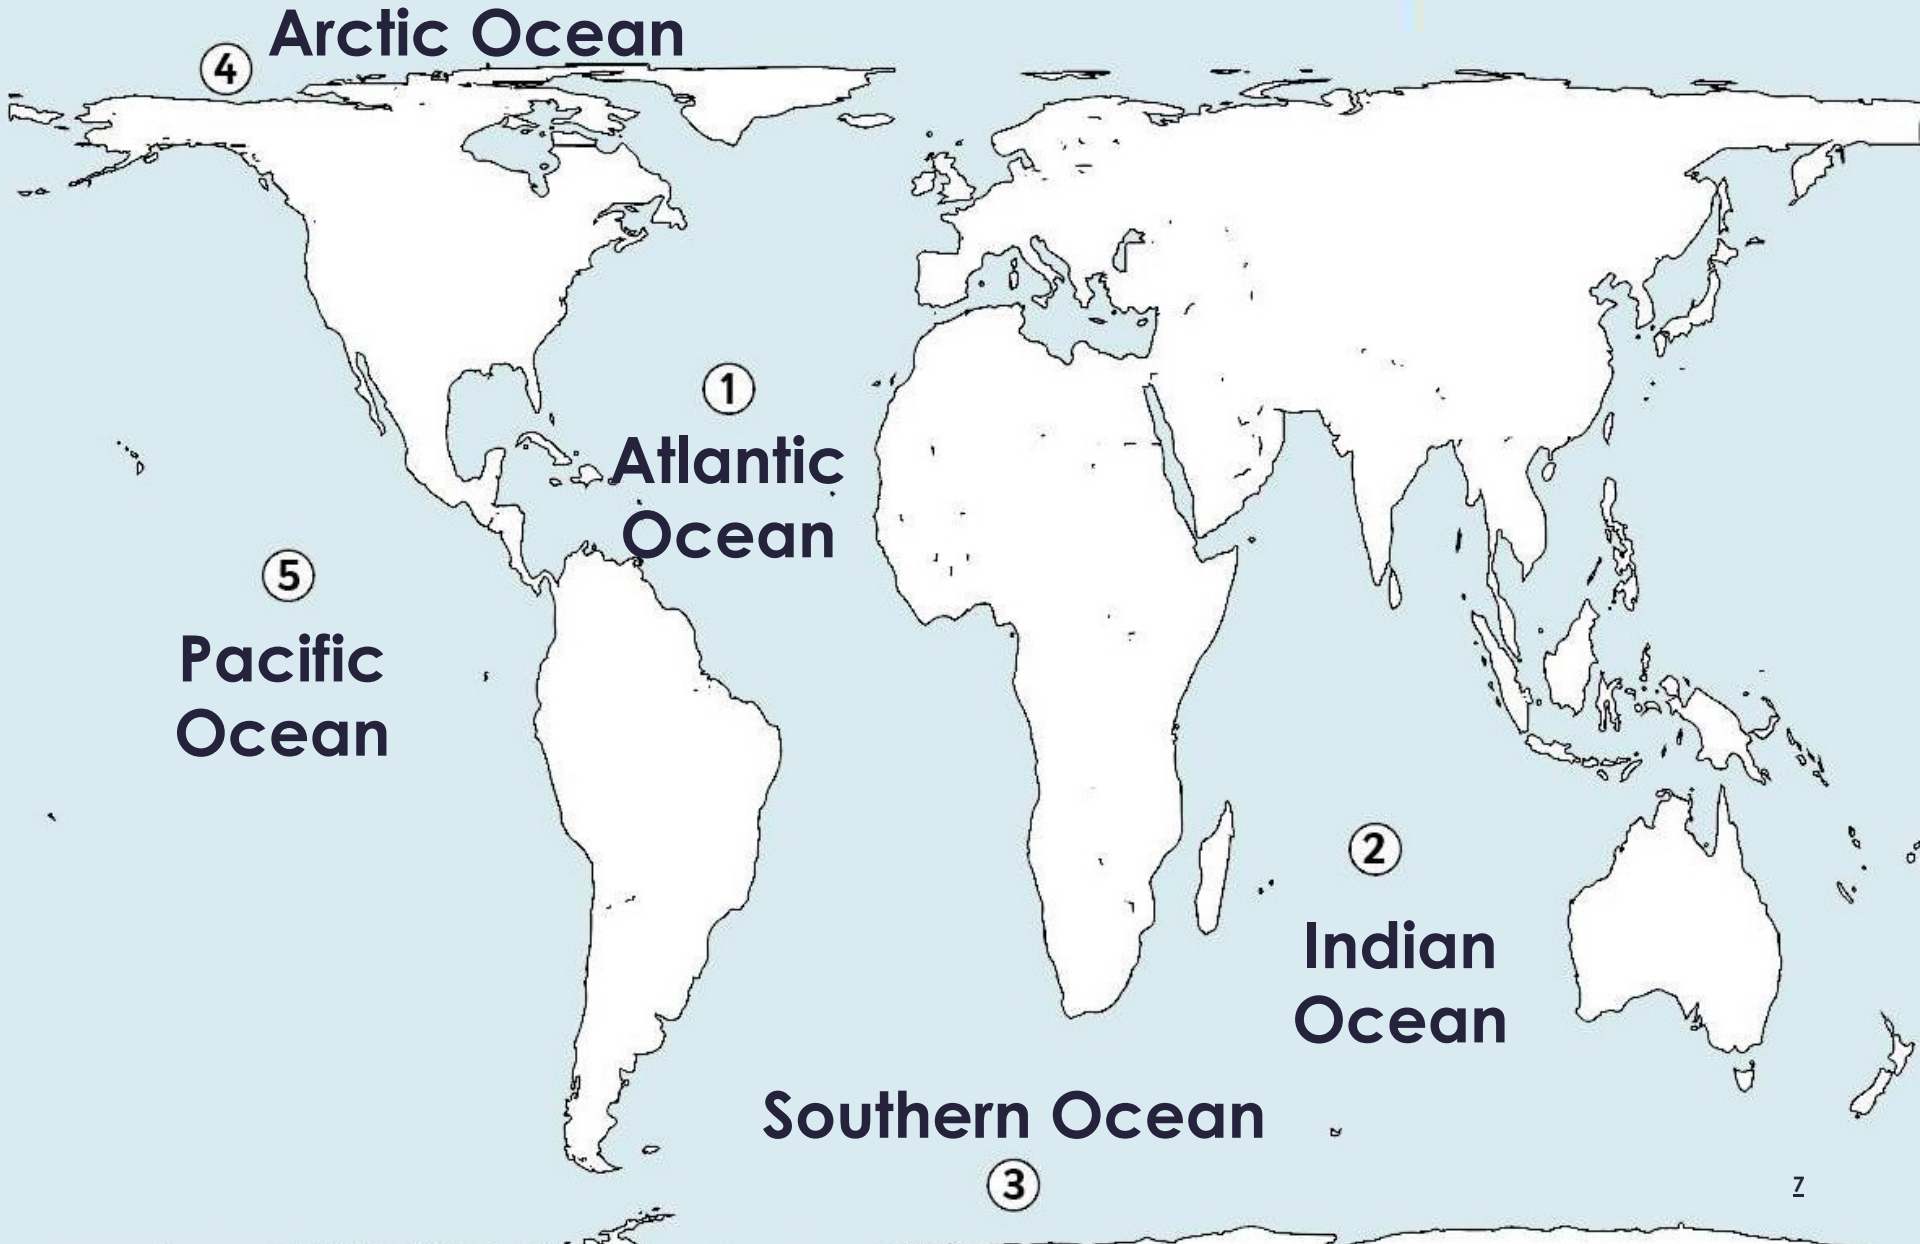 Arctic Ocean
4
1
Atlantic
Ocean
5
Pacific
Ocean
2
Indian
Ocean
Southern Ocean
3
7